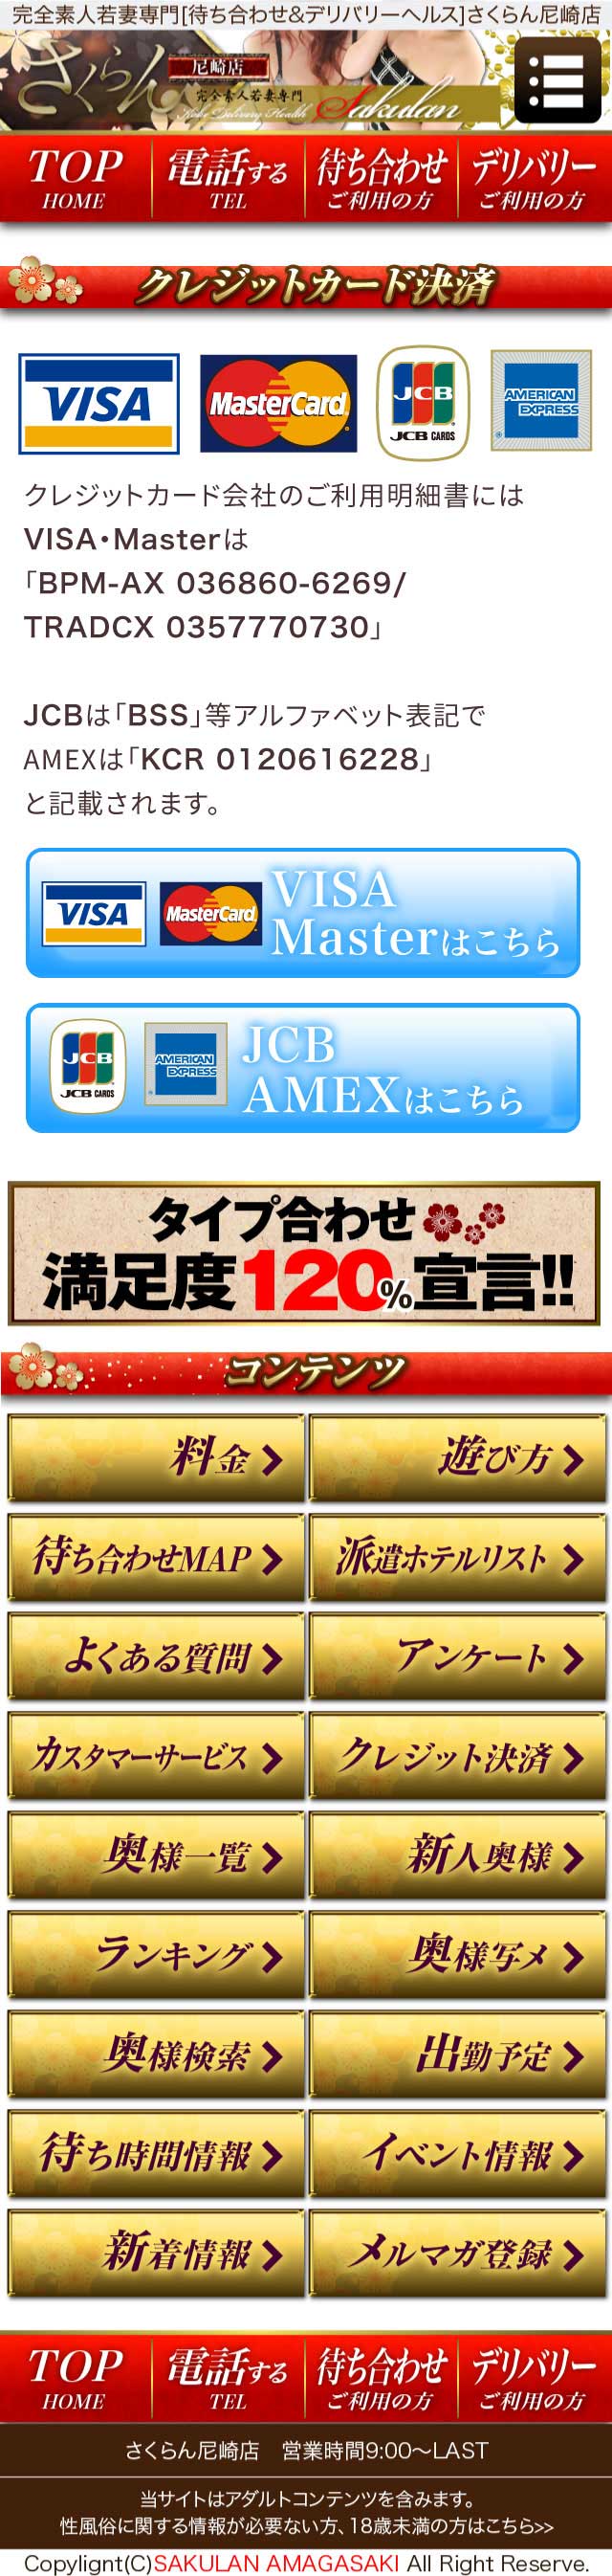 完全素人若妻専門[待ち合わせ&デリバリーヘルス]さくらん尼崎店
さくらん
尼崎店
完全素人若妻専門
Sakulan
TOP HOME
電話する TEL
待ち合わせ ご利用の方
デリバリー ご利用の方
クレジットカード決済
VISA MasterCard JCB JCB CARDS AMERICAN EXPRESS
クレジットカード会社のご利用明細書には
VISA・Masterは
「BPM-AX 036860-6269/
TRADCX 0357770730」
JCBは「BSS」等アルファベット表記で
AMEXは「KCR 0120616228」
と記載されます。
VISA MasterCard VISA
Masterはこちら
JCB JCB CARDS AMERICAN EXPRESS JCB
AMEXはこちら
タイプ合わせ
満足度120%宣言!!
コンテンツ
料金 遊び方
待ち合わせMAP 派遣ホテルリスト
よくある質問 アンケート
カスタマーサービス クレジット決済
奥様一覧 新人奥様
ランキング 奥様写メ
奥様検索 出勤予定
待ち時間情報 イベント情報
新着情報 メルマガ登録
TOP HOME
電話する TEL
待ち合わせ ご利用の方
デリバリー ご利用の方
さくらん尼崎店　営業時間9:00〜LAST
当サイトはアダルトコンテンツを含みます。
性風俗に関する情報が必要ない方、18歳未満の方はこちら>>
Copylignt(C)SAKULAN AMAGASAKI All Right Reserve.